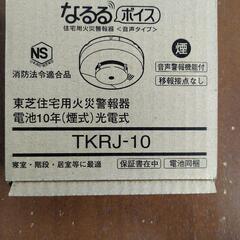 なるる ボイス
住宅用火災警報器<音声タイプ>
NS
消防法令適合品
煙
音声警報機能付
移報接点なし
東芝住宅用火災警報器
電池10年(煙式)光電式
TKRJ-10
寝室・階段・居室等に最適
保証書在中
電池同梱